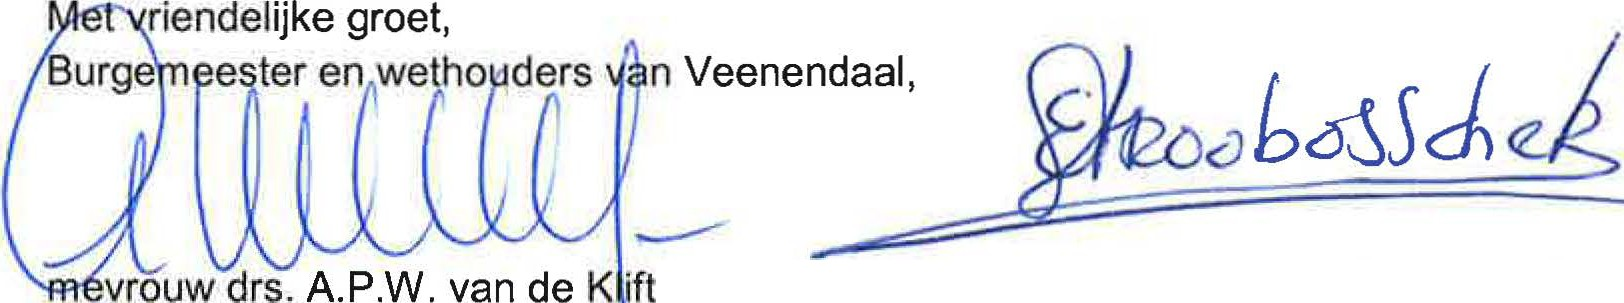 Met vriendelijke groet,
Burgemeester en wethouders van Veenendaal,
mevrouw drs. A.P.W. van de Klift